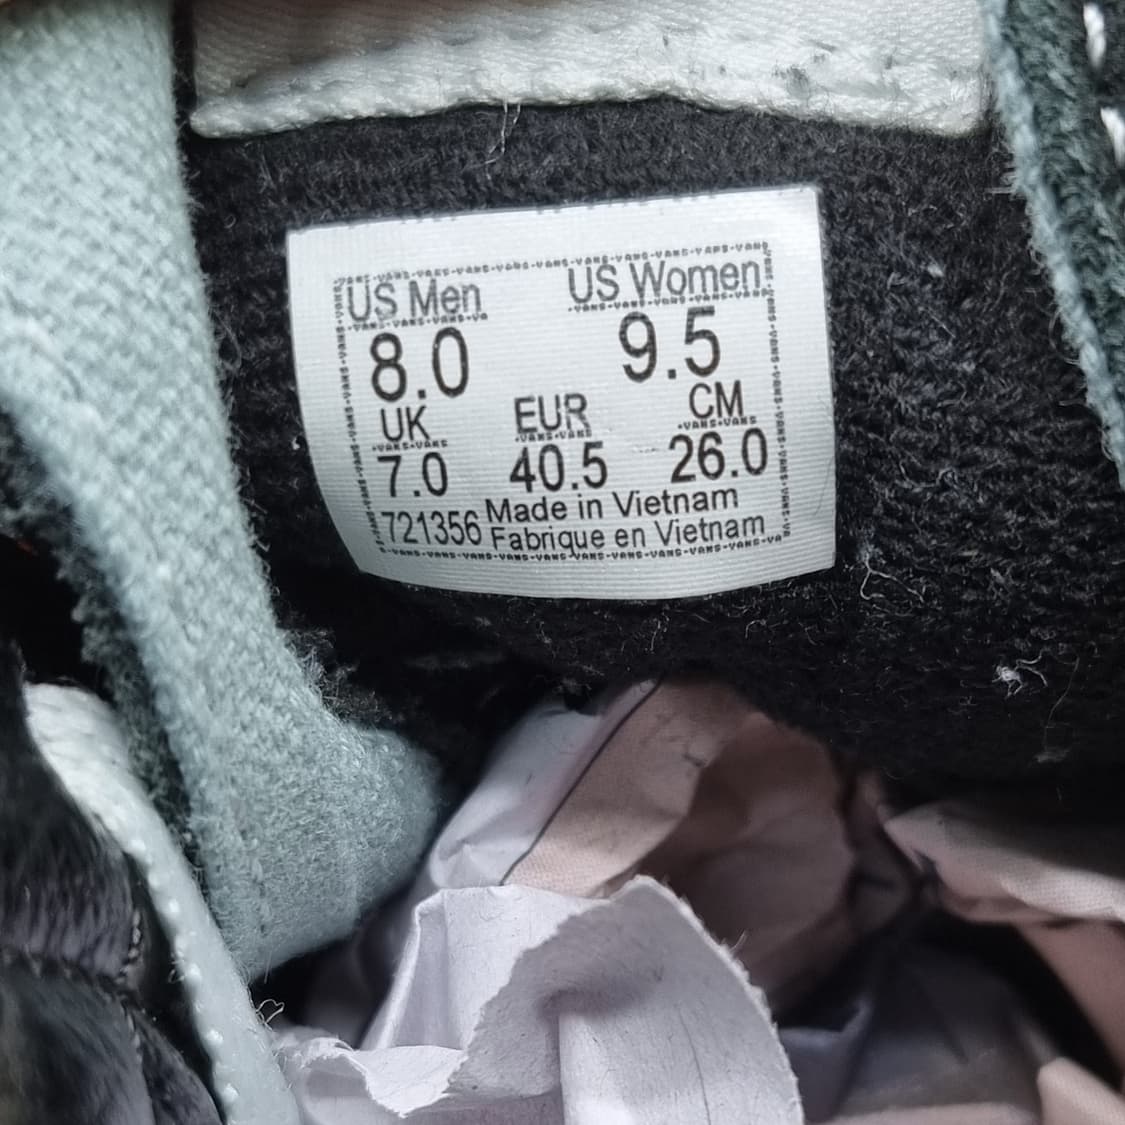 US Men US Women
8.0 9.5
UK EUR CM
7.0 40.5 26.0
721356 Made in Vietnam
Fabrique en Vietnam